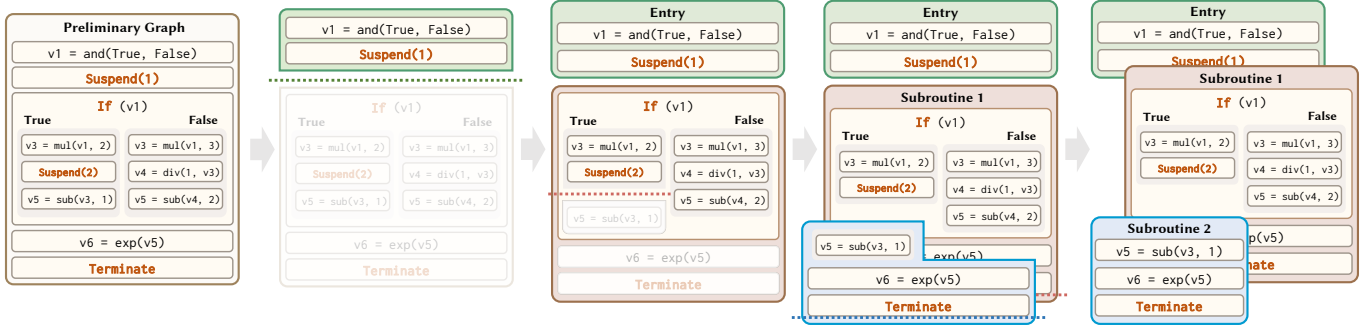 Preliminary Graph
v1 = and(True, False)
Suspend(1)
If (v1)
True False
v3 = mul(v1, 2) v3 = mul(v1, 3)
Suspend(2) v4 = div(1, v3)
v5 = sub(v3, 1) v5 = sub(v4, 2)
v6 = exp(v5)
Terminate
v1 = and(True, False)
Suspend(1)
If (v1)
True False
v3 = mul(v1, 2) v3 = mul(v1, 3)
Suspend(2) v4 = div(1, v3)
v5 = sub(v3, 1) v5 = sub(v4, 2)
v6 = exp(v5)
Terminate
Entry
v1 = and(True, False)
Suspend(1)
If (v1)
True False
v3 = mul(v1, 2) v3 = mul(v1, 3)
Suspend(2) v4 = div(1, v3)
v5 = sub(v4, 2)
v5 = sub(v3, 1)
v6 = exp(v5)
Terminate
Entry
v1 = and(True, False)
Suspend(1)
Subroutine 1
If (v1)
True False
v3 = mul(v1, 2) v3 = mul(v1, 3)
Suspend(2) v4 = div(1, v3)
v5 = sub(v4, 2)
v5 = sub(v3, 1)
v6 = exp(v5)
v6 = exp(v5)
Terminate
Entry
v1 = and(True, False)
Suspend(1)
Subroutine 1
If (v1)
True False
v3 = mul(v1, 2) v3 = mul(v1, 3)
Suspend(2) v4 = div(1, v3)
v5 = sub(v4, 2)
p(v5)
nate
Subroutine 2
v5 = sub(v3, 1)
v6 = exp(v5)
Terminate